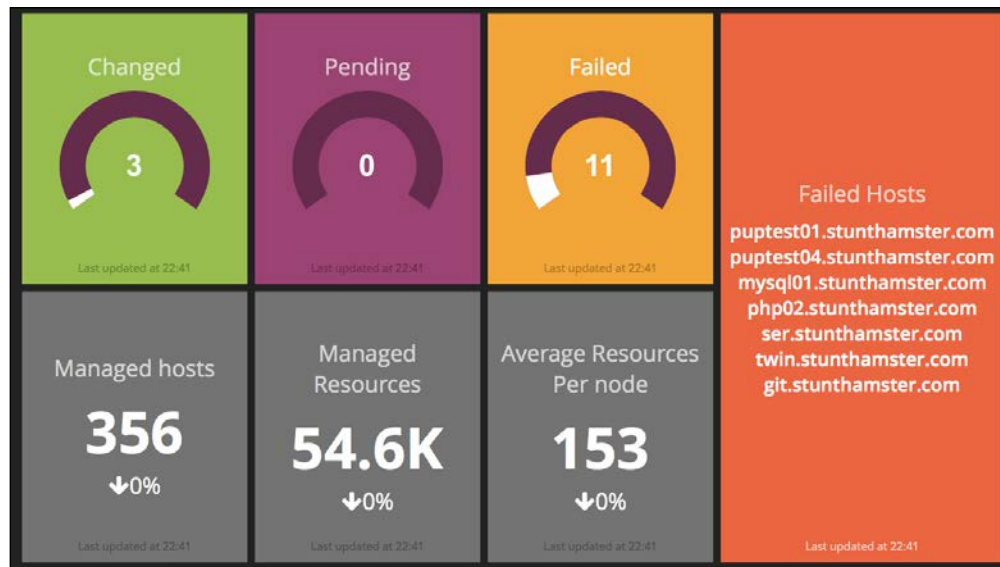 Changed
3
Last updated at 22:41
Pending
0
Last updated at 22:41
Failed
11
Last updated at 22:41
Failed Hosts
puptest01.stunthamster.com
puptest04.stunthamster.com
mysql01.stunthamster.com
php02.stunthamster.com
ser.stunthamster.com
twin.stunthamster.com
git.stunthamster.com
Last updated at 22:41
Managed hosts
356
↓0%
Last updated at 22:41
Managed
Resources
54.6K
↓0%
Last updated at 22:41
Average Resources
Per node
153
↓0%
Last updated at 22:41